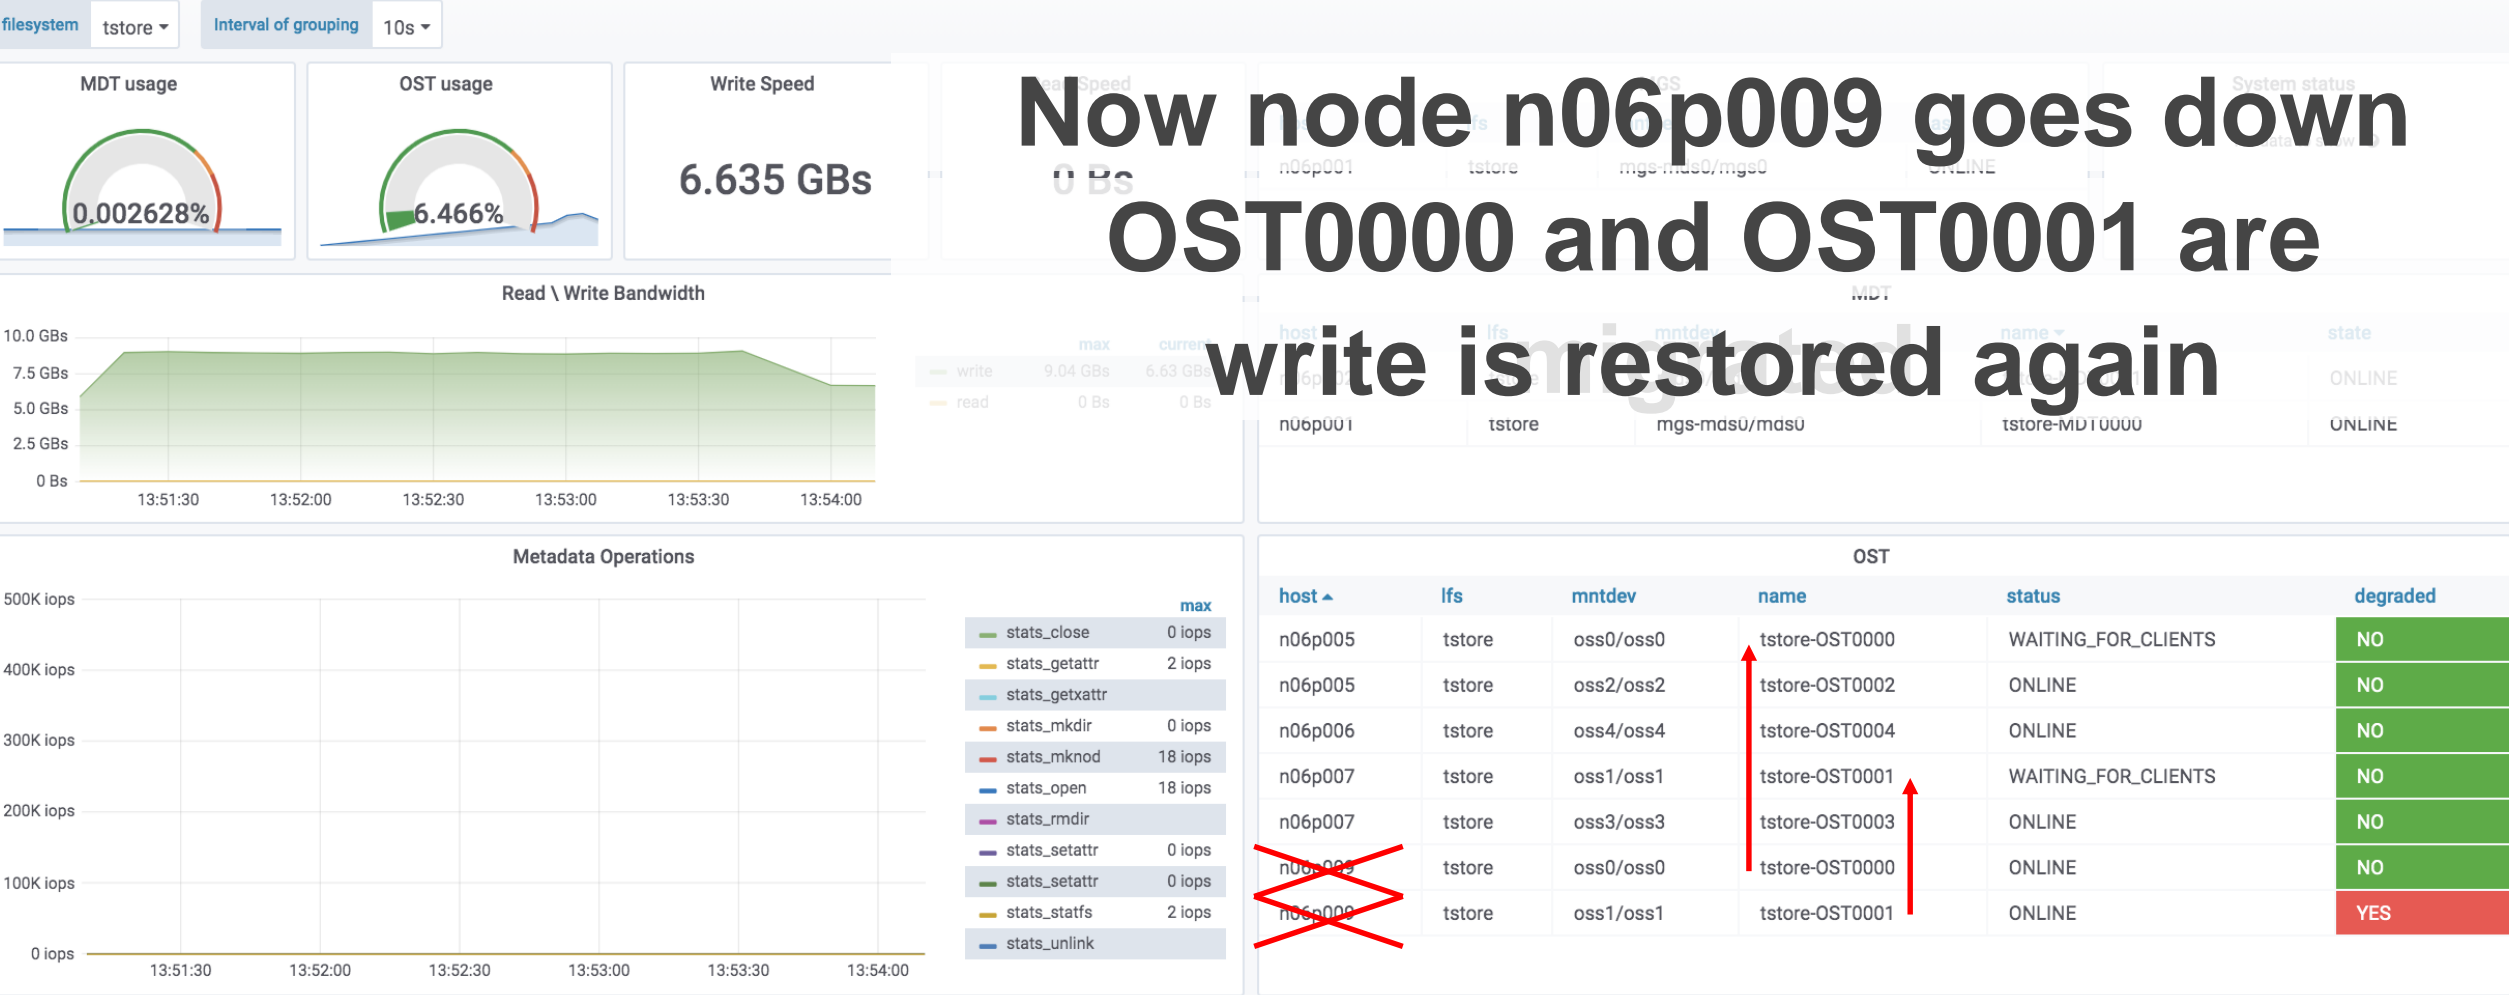 filesystem tstore Interval of grouping 10s
MDT usage
0.002628%
OST usage
6.466%
Write Speed
6.635 GBs
Speed
0 Bs
System status
Now node n06p009 goes down
OST0000 and OST0001 are
migrated
write is restored again
n06p001 tstore mgs-mds0/mgs0 ONLINE
Read \ Write Bandwidth
10.0 GBs
7.5 GBs
5.0 GBs
2.5 GBs
0 Bs
13:51:30 13:52:00 13:52:30 13:53:00 13:53:30 13:54:00
max current
write 9.04 GBs 6.63 GBs
read 0 Bs 0 Bs
MDT
host lfs mntdev name state
ONLINE
n06p001 tstore mgs-mds0/mds0 tstore-MDT0000 ONLINE
Metadata Operations
500K iops
400K iops
300K iops
200K iops
100K iops
0 iops
13:51:30 13:52:00 13:52:30 13:53:00 13:53:30 13:54:00
max
stats_close 0 iops
stats_getattr 2 iops
stats_getxattr
stats_mkdir 0 iops
stats_mknod 18 iops
stats_open 18 iops
stats_rmdir
stats_setattr 0 iops
stats_setattr 0 iops
stats_statfs 2 iops
stats_unlink
OST
host lfs mntdev name status degraded
n06p005 tstore oss0/oss0 tstore-OST0000 WAITING_FOR_CLIENTS NO
n06p005 tstore oss2/oss2 tstore-OST0002 ONLINE NO
n06p006 tstore oss4/oss4 tstore-OST0004 ONLINE NO
n06p007 tstore oss1/oss1 tstore-OST0001 WAITING_FOR_CLIENTS NO
n06p007 tstore oss3/oss3 tstore-OST0003 ONLINE NO
n06p009 tstore oss0/oss0 tstore-OST0000 ONLINE NO
n06p009 tstore oss1/oss1 tstore-OST0001 ONLINE YES